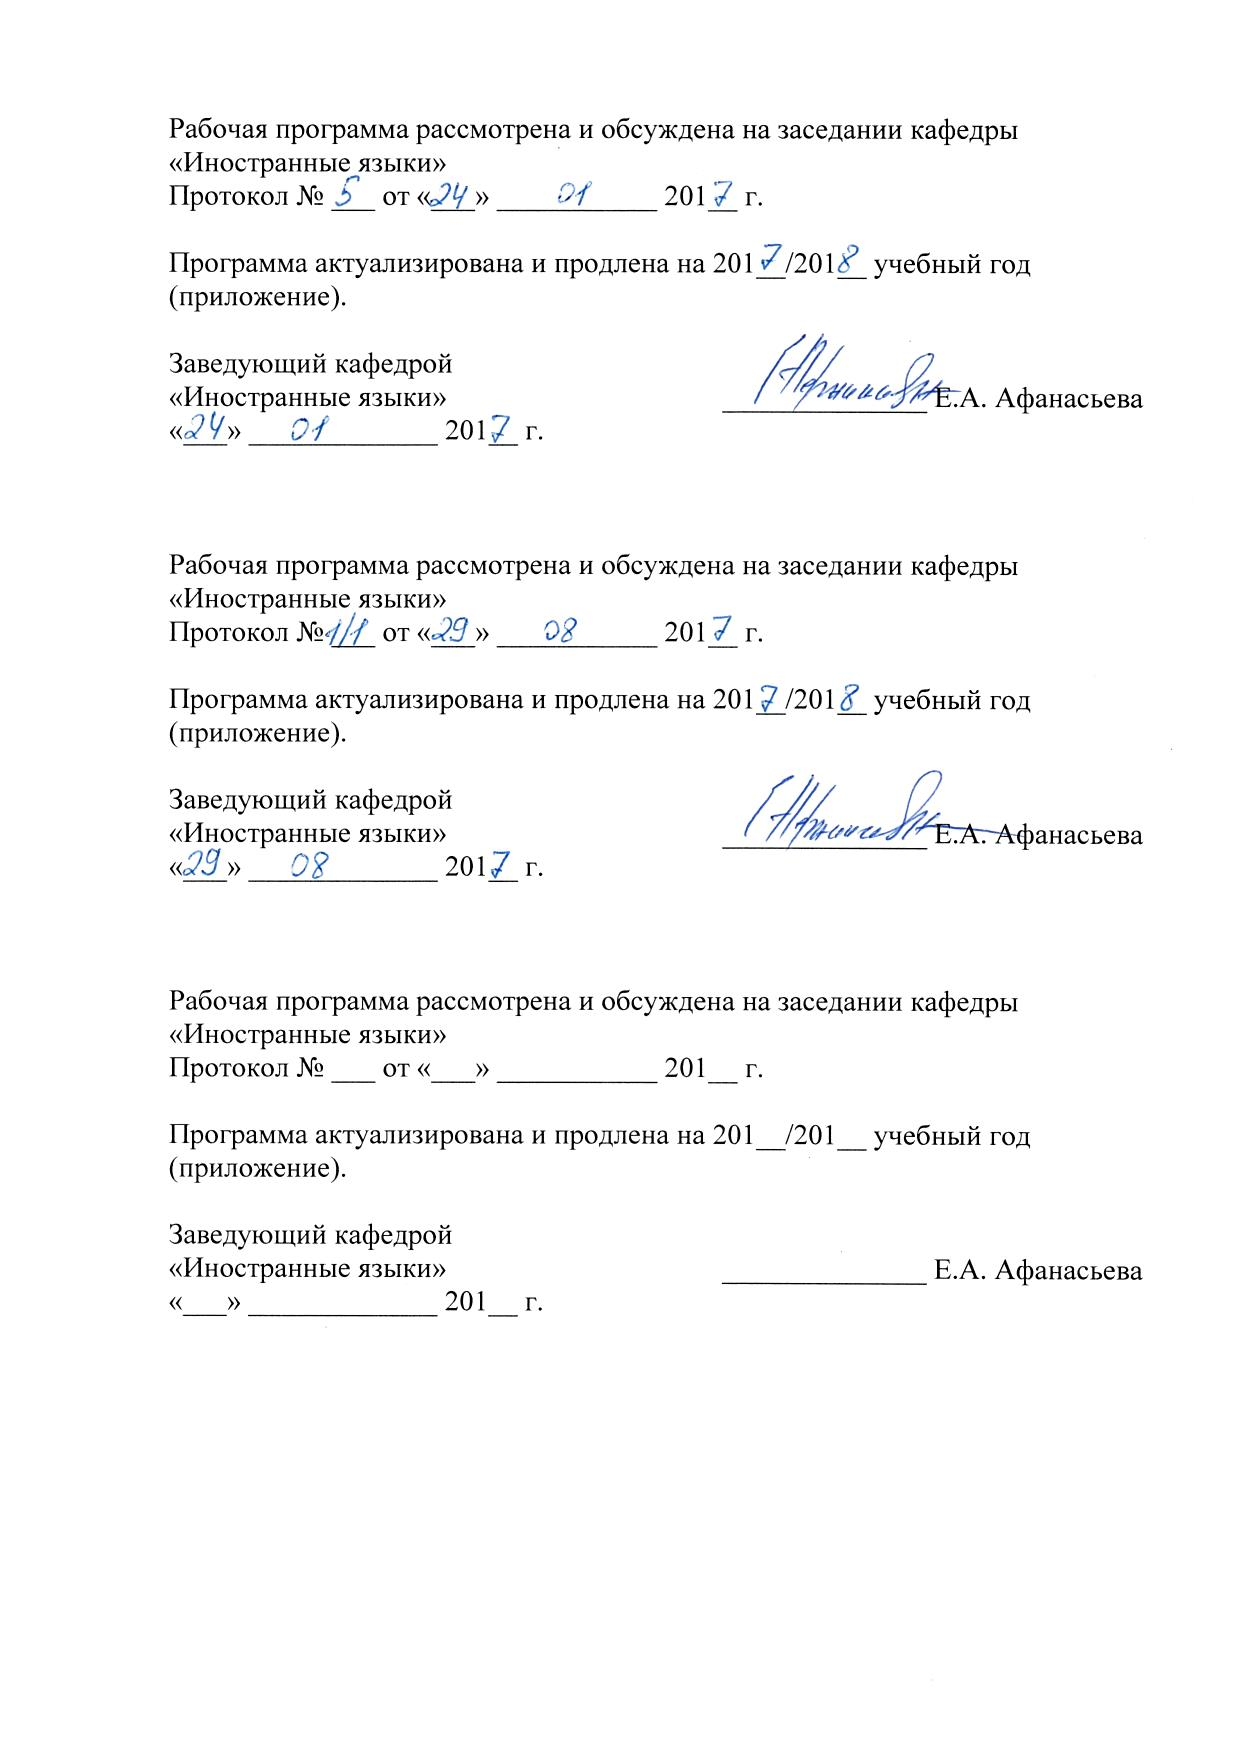 Рабочая программа рассмотрена и обсуждена на заседании кафедры
«Иностранные языки»
Протокол № 5 от «24» 01 2017 г.
Программа актуализирована и продлена на 2017/2018 учебный год
(приложение).
Заведующий кафедрой
«Иностранные языки» Е.А. Афанасьева
«24» 01 2017 г.
Рабочая программа рассмотрена и обсуждена на заседании кафедры
«Иностранные языки»
Протокол № 1/1 от «29» 08 2017 г.
Программа актуализирована и продлена на 2017/2018 учебный год
(приложение).
Заведующий кафедрой
«Иностранные языки» Е.А. Афанасьева
«29» 08 2017 г.
Рабочая программа рассмотрена и обсуждена на заседании кафедры
«Иностранные языки»
Протокол № ___ от «___» ___________ 201__ г.
Программа актуализирована и продлена на 201__/201__ учебный год
(приложение).
Заведующий кафедрой
«Иностранные языки» ______________ Е.А. Афанасьева
«___» _____________ 201__ г.